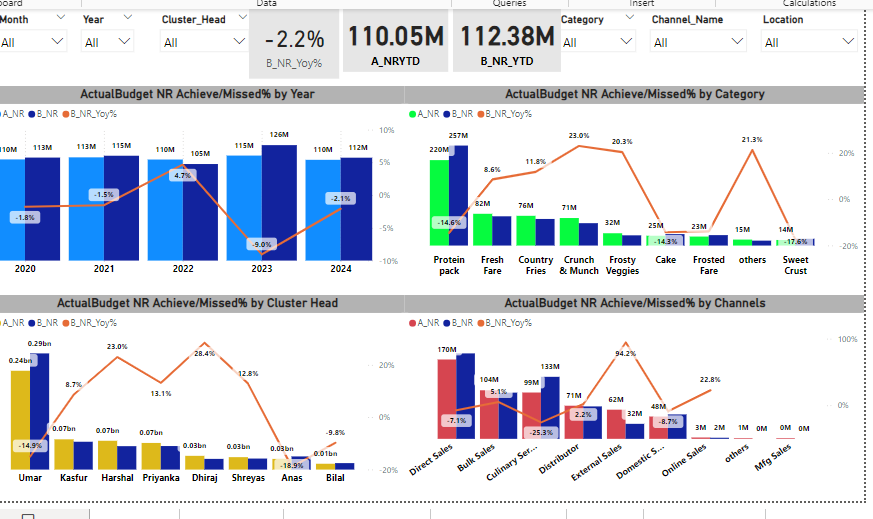 board Data Queries Insert Calculations
Month Year Cluster_Head Category Channel_Name Location
All All All All All All
-2.2%
B_NR_Yoy%
110.05M
A_NRYTD
112.38M
B_NR_YTD
ActualBudget NR Achieve/Missed% by Year
A_NR B_NR B_NR_Yoy%
110M 113M 113M 115M 110M 105M 115M 126M 110M 112M
-1.8% -1.5% 4.7% -9.0% -2.1%
10%
5%
0%
-5%
-10%
2020 2021 2022 2023 2024
ActualBudget NR Achieve/Missed% by Category
A_NR B_NR B_NR_Yoy%
220M 257M 82M 76M 71M 32M 25M 23M 15M 14M
-14.6% 8.6% 11.8% 23.0% 20.3% -14.3% 21.3% -17.6%
20%
0%
-20%
Protein pack Fresh Fare Country Fries Crunch & Munch Frosty Veggies Cake Frosted Fare others Sweet Crust
ActualBudget NR Achieve/Missed% by Cluster Head
A_NR B_NR B_NR_Yoy%
0.24bn 0.29bn 0.07bn 0.07bn 0.07bn 0.03bn 0.03bn 0.03bn 0.01bn
-14.9% 8.7% 23.0% 13.1% 28.4% 12.8% -18.9% -9.8%
20%
0%
-20%
Umar Kasfur Harshal Priyanka Dhiraj Shreyas Anas Bilal
ActualBudget NR Achieve/Missed% by Channels
A_NR B_NR B_NR_Yoy%
170M 104M 99M 133M 71M 62M 32M 48M 3M 2M 1M 0M 0M 0M
-7.1% 5.1% -25.3% 2.2% 94.2% -8.7% 22.8%
100%
0%
Direct Sales Bulk Sales Culinary Ser... Distributor External Sales Domestic S... Online Sales others Mfg Sales